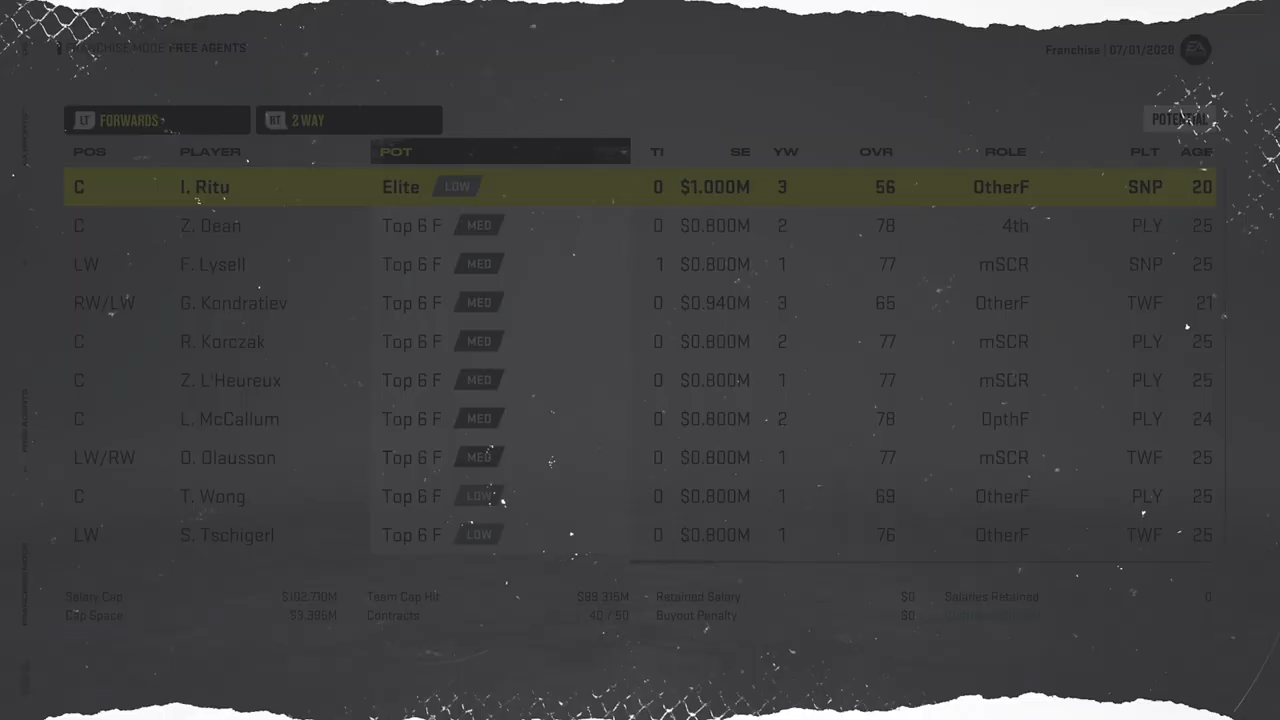 FRANCHISE MODE FREE AGENTS
Franchise | 07/01/2028 EA
LT FORWARDS
RT 2 WAY
POTENTIAL
POS PLAYER POT TI SE YW OVR ROLE PLT AGE
C I. Ritu Elite LOW 0 $1.000M 3 56 OtherF SNP 20
C Z. Dean Top 6 F MED 0 $0.800M 2 78 4th PLY 25
LW F. Lysell Top 6 F MED 1 $0.800M 1 77 mSCR SNP 25
RW/LW G. Kondratiev Top 6 F MED 0 $0.940M 3 65 OtherF TWF 21
C R. Korczak Top 6 F MED 0 $0.800M 2 77 mSCR PLY 25
C Z. L'Heureux Top 6 F MED 0 $0.800M 1 77 mSCR PLY 25
C L. McCallum Top 6 F MED 0 $0.800M 2 78 DpthF PLY 24
LW/RW O. Olausson Top 6 F MED 0 $0.800M 1 77 mSCR TWF 25
C T. Wong Top 6 F LOW 0 $0.800M 1 69 OtherF PLY 25
LW S. Tschigerl Top 6 F LOW 0 $0.800M 1 76 OtherF TWF 25
Salary Cap $102.710M Team Cap Hit $99.315M Retained Salary $0 Salaries Retained 0
Cap Space $3.395M Contracts 40 / 50 Buyout Penalty $0